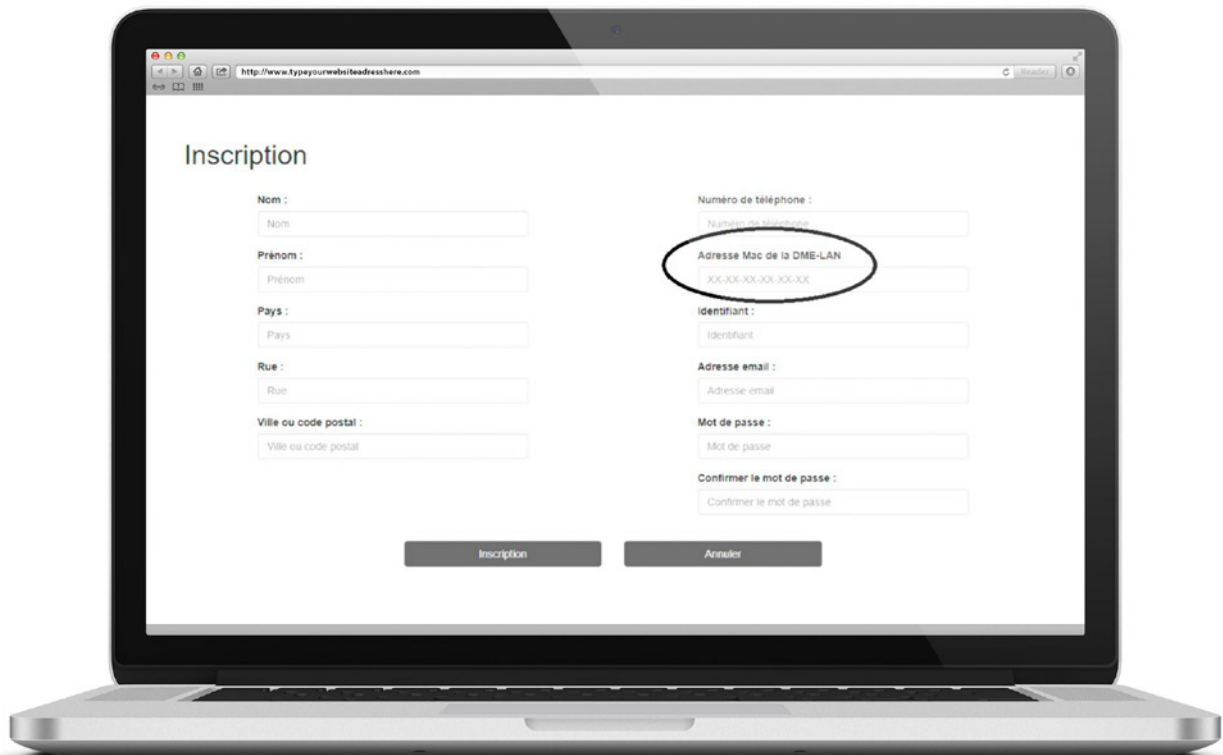 http://www.typeyourwebsiteadresshere.com
Reader
Inscription
Nom :
Nom
Prénom :
Prénom
Pays :
Pays
Rue :
Rue
Ville ou code postal :
Ville ou code postal
Numéro de téléphone :
Numéro de téléphone
Adresse Mac de la DME-LAN
XX-XX-XX-XX-XX-XX
Identifiant :
Identifiant
Adresse email :
Adresse email
Mot de passe :
Mot de passe
Confirmer le mot de passe :
Confirmer le mot de passe
Inscription
Annuler